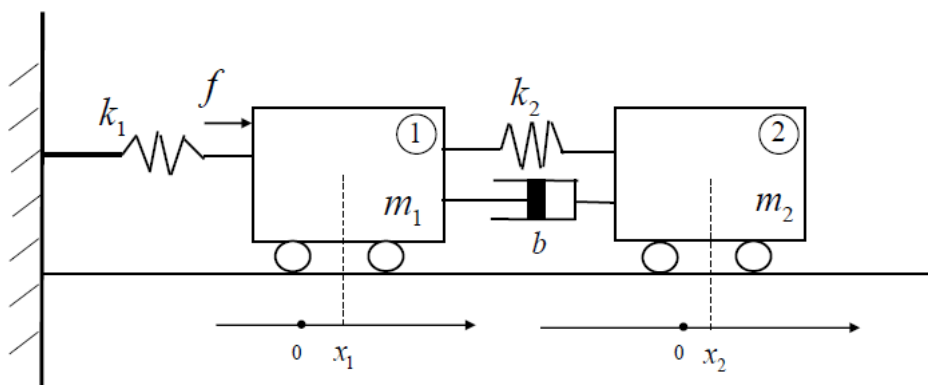 f
k₁
k₂
① ②
m₁ m₂
b
0 x₁ 0 x₂